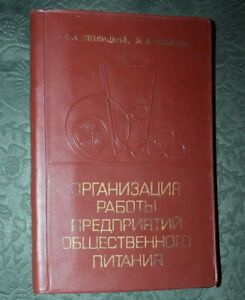 Ж. А.
ОРГАНИЗАЦИЯ
РАБОТЫ
ПРЕДПРИЯТИЙ
ОБЩЕСТВЕННОГО
ПИТАНИЯ